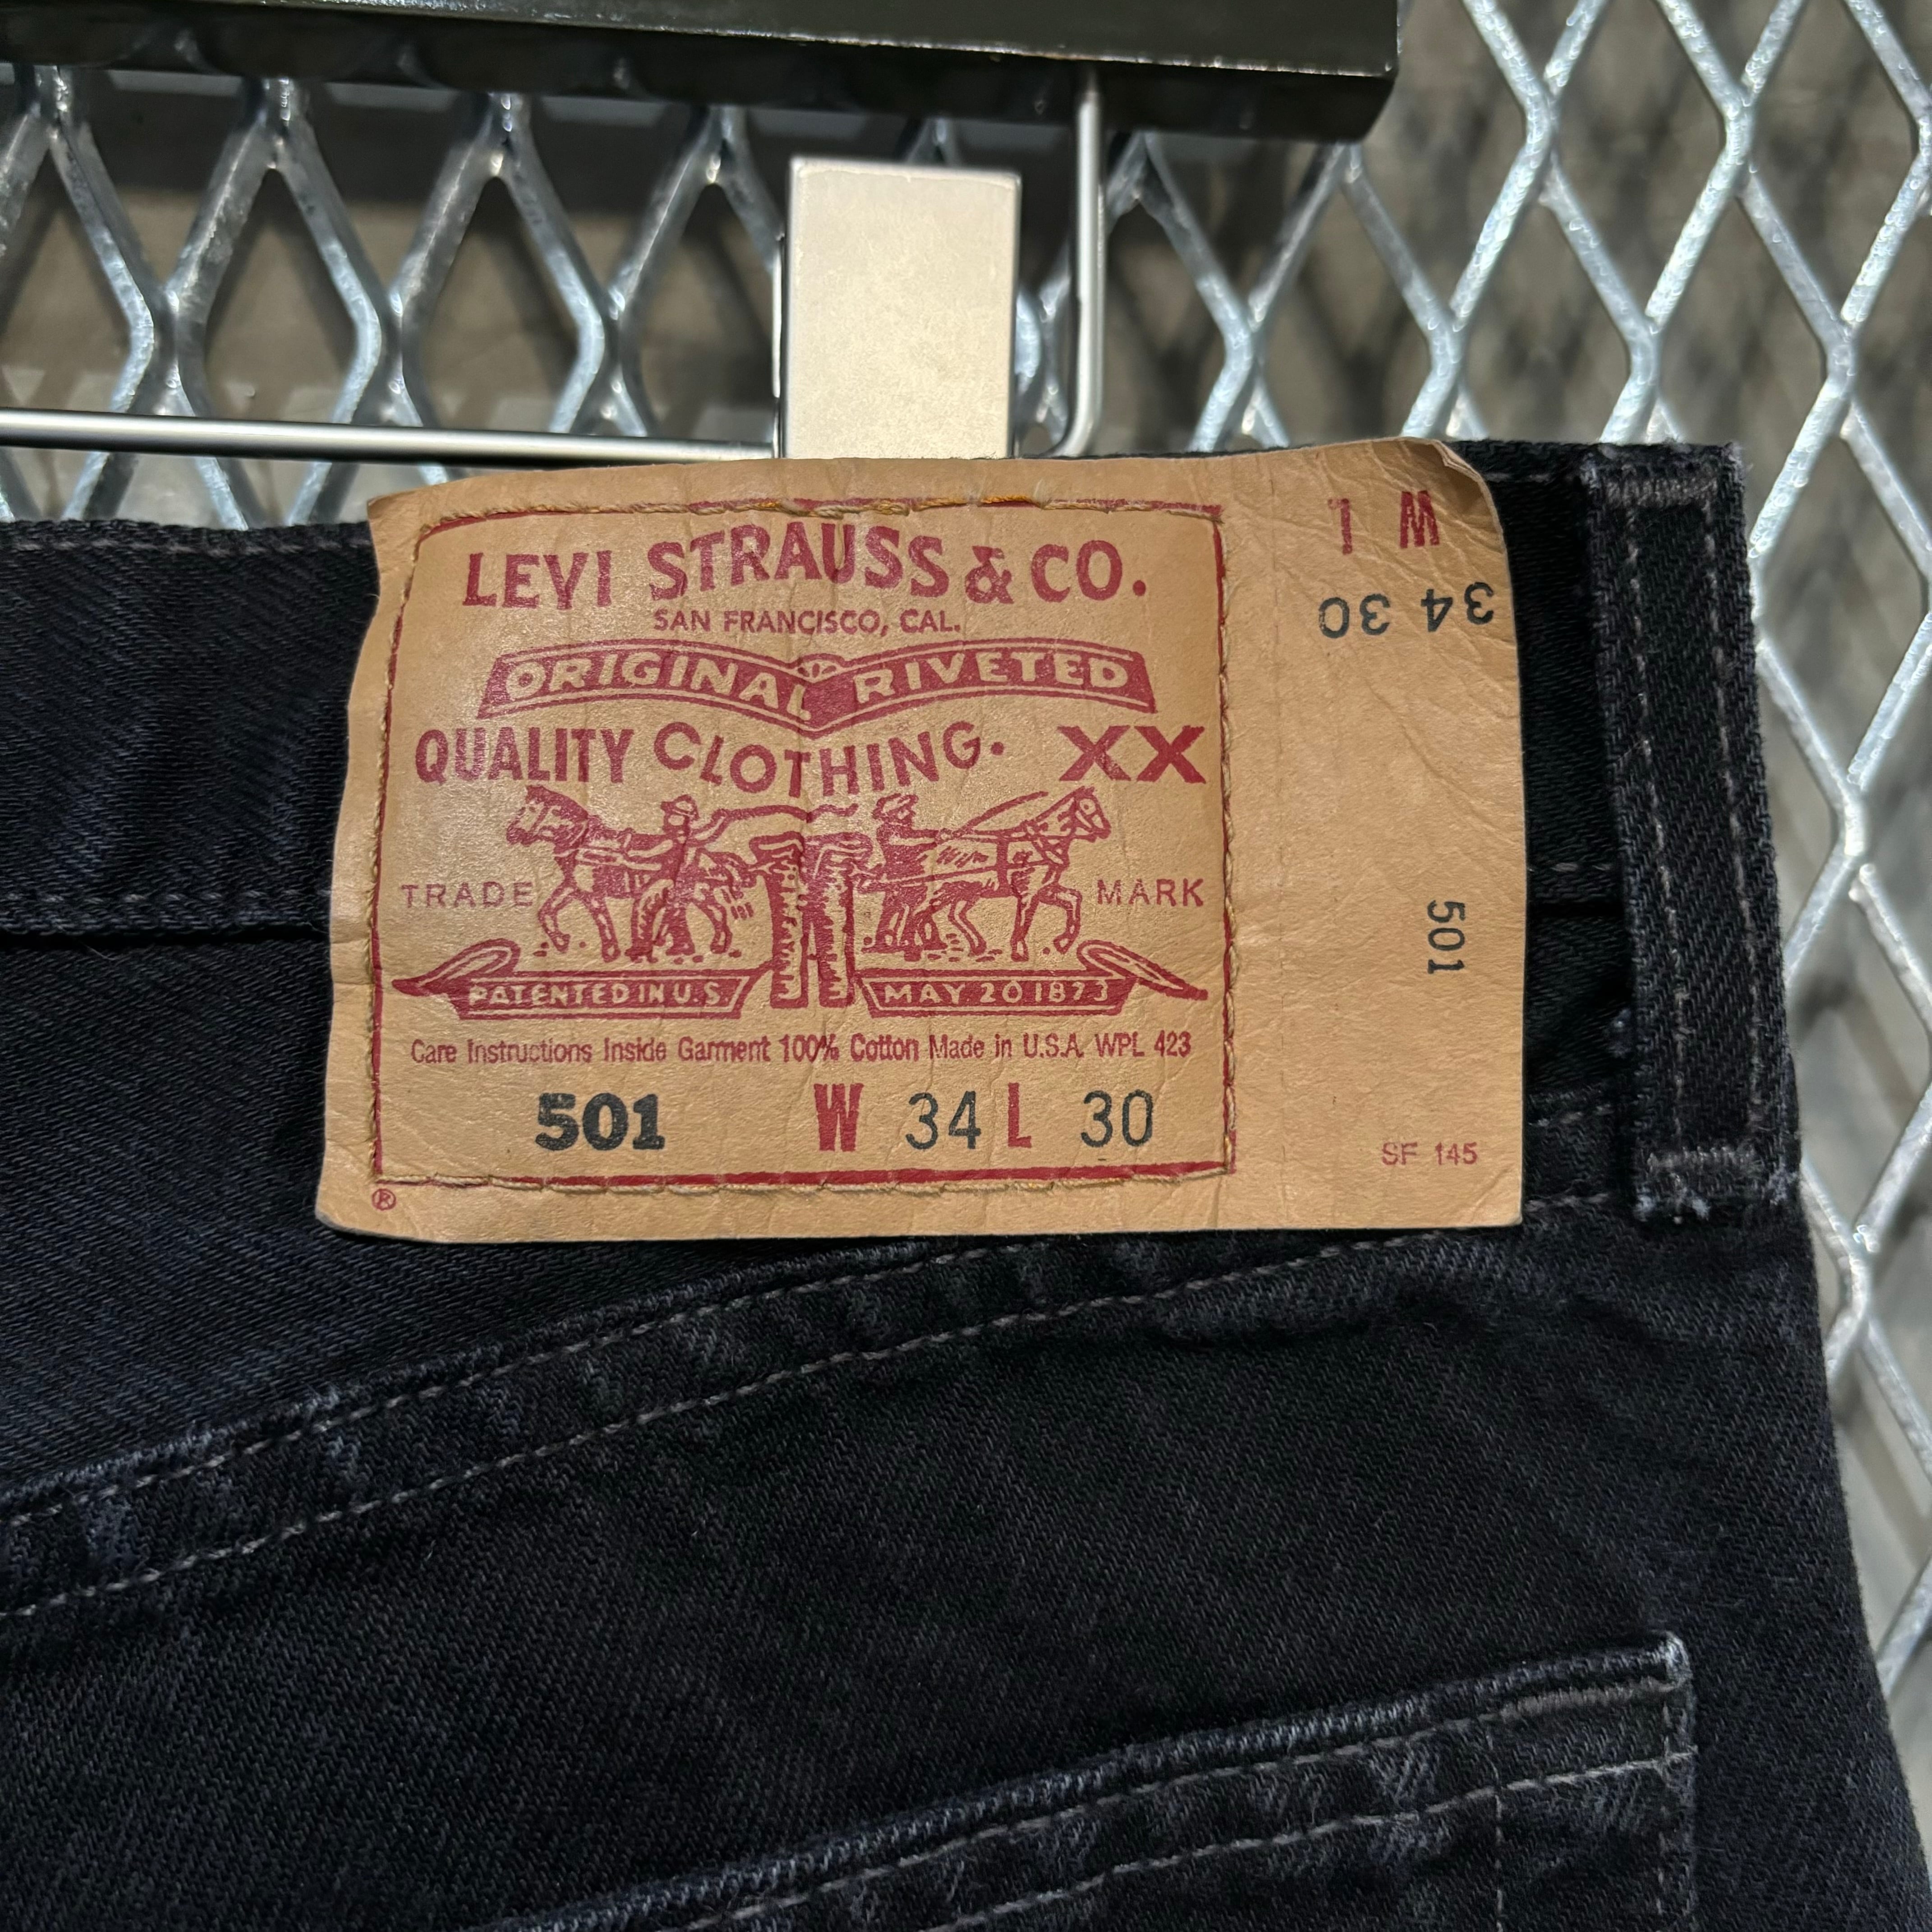 LEVI STRAUSS & CO.
SAN FRANCISCO, CAL.
ORIGINAL RIVETED
QUALITY CLOTHING. XX
TRADE MARK
PATENTED IN U.S. MAY 20 1873
Care Instructions Inside Garment 100% Cotton Made in U.S.A. WPL 423
501 W 34 L 30
®
W L
34 30
501
SF 145